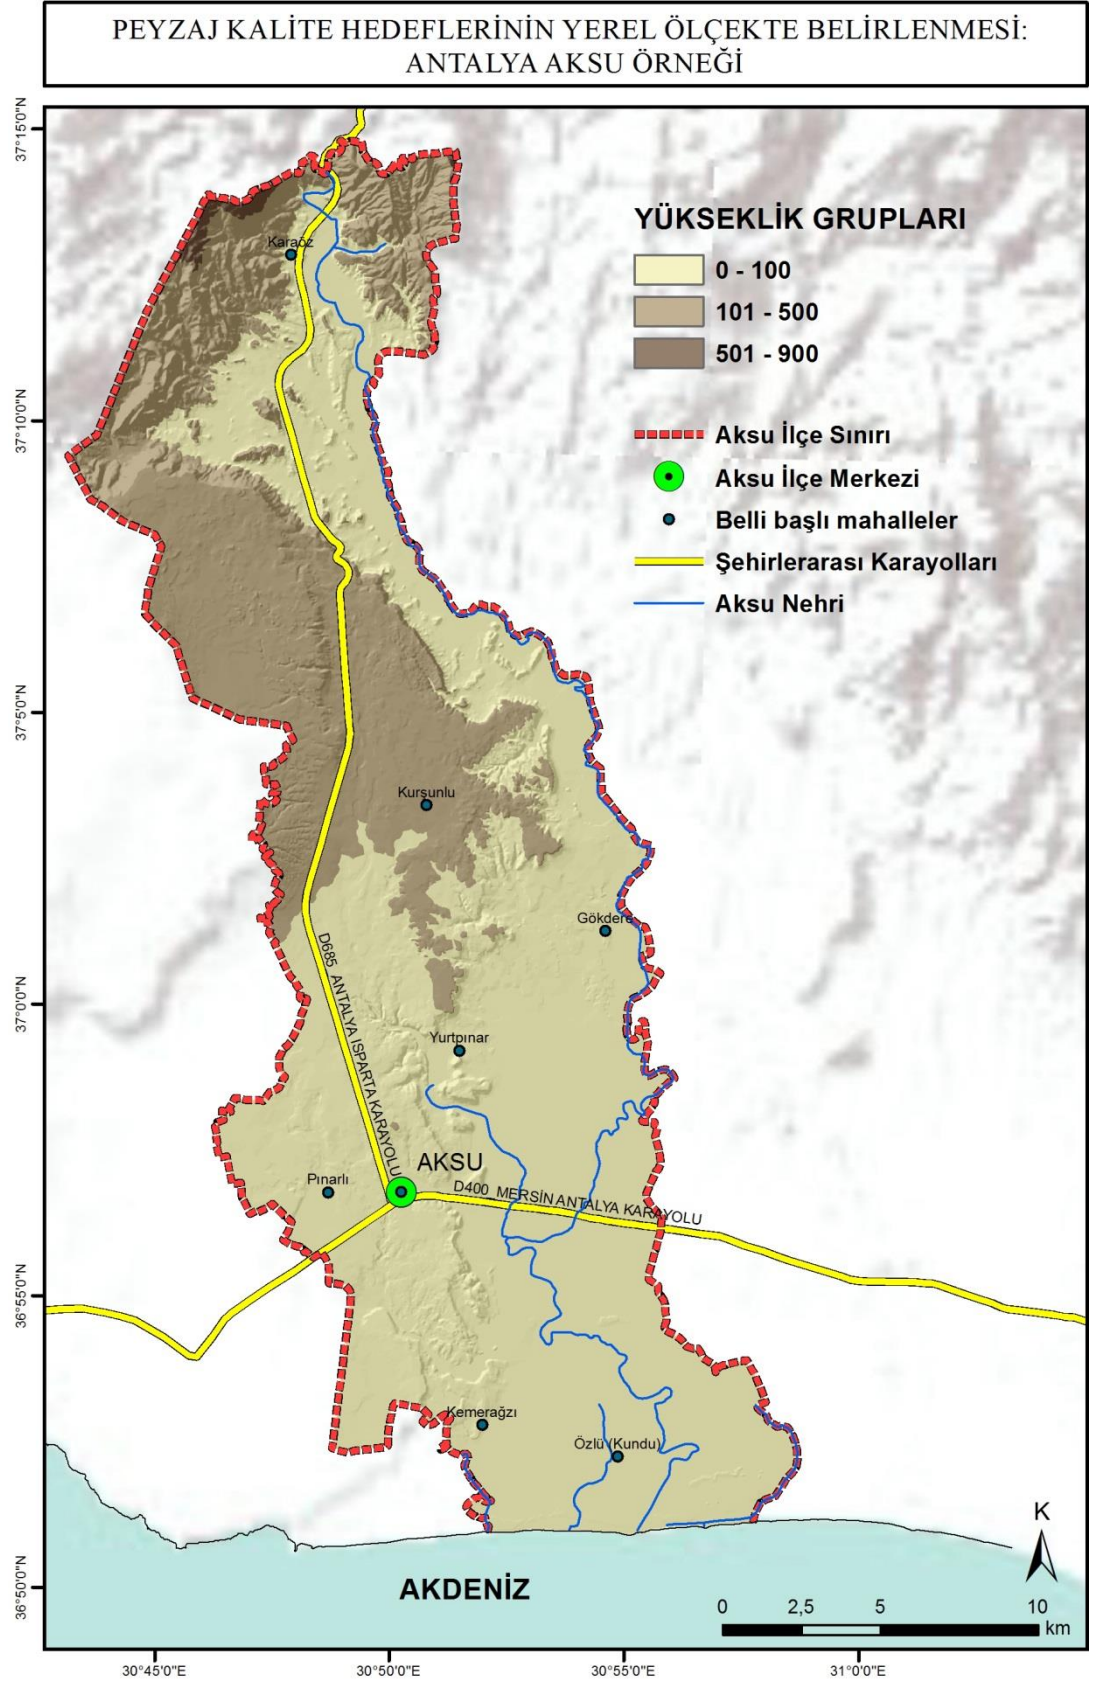 PEYZAJ KALİTE HEDEFLERİNİN YEREL ÖLÇEKTE BELİRLENMESİ:
ANTALYA AKSU ÖRNEĞİ
37°15'0"N
37°10'0"N
37°5'0"N
37°0'0"N
36°55'0"N
36°50'0"N
YÜKSEKLİK GRUPLARI
0 - 100
101 - 500
501 - 900
Aksu İlçe Sınırı
Aksu İlçe Merkezi
Belli başlı mahalleler
Şehirlerarası Karayolları
Aksu Nehri
Karaöz
Kurşunlu
Gökdere
D685 ANTALYA ISPARTA KARAYOLU
Yurtpınar
AKSU
Pınarlı
D400 MERSİN ANTALYA KARAYOLU
Kemerağzı
Özlü (Kundu)
K
AKDENİZ
0 2,5 5 10
km
30°45'0"E 30°50'0"E 30°55'0"E 31°0'0"E